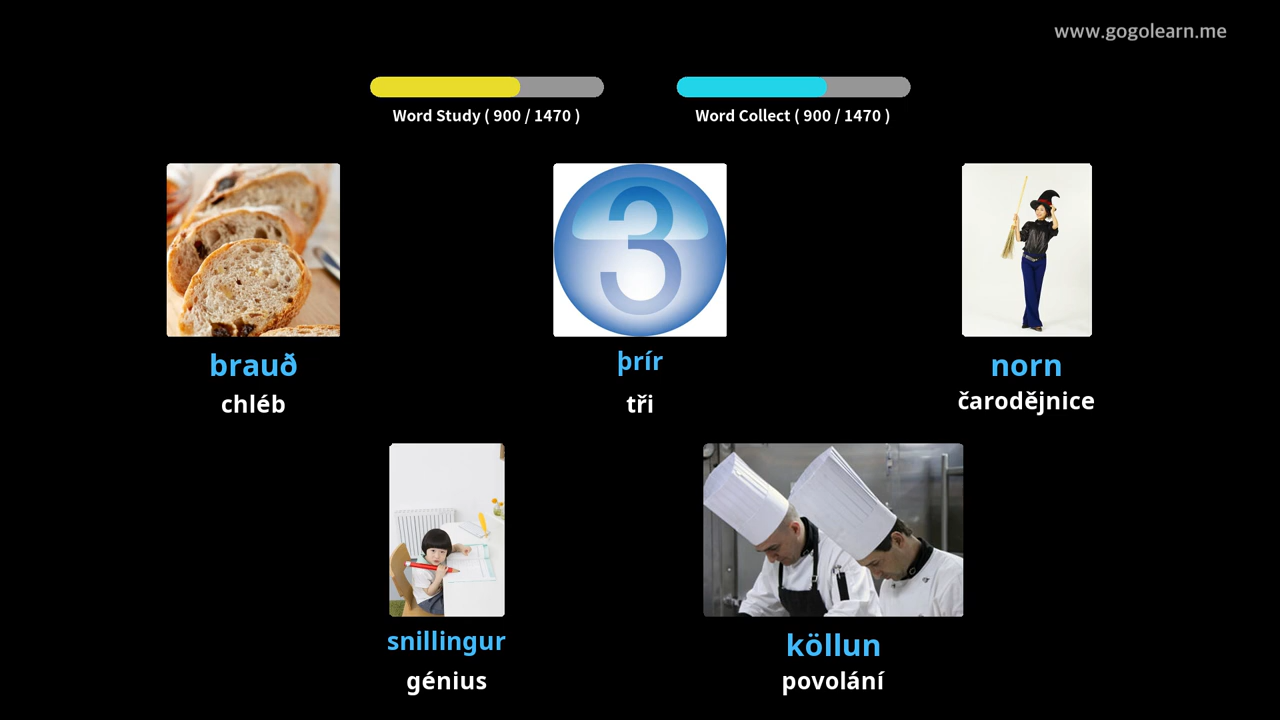 www.gogolearn.me
Word Study ( 900 / 1470 )
Word Collect ( 900 / 1470 )
3
brauð
þrír
norn
chléb
tři
čarodějnice
snillingur
köllun
génius
povolání